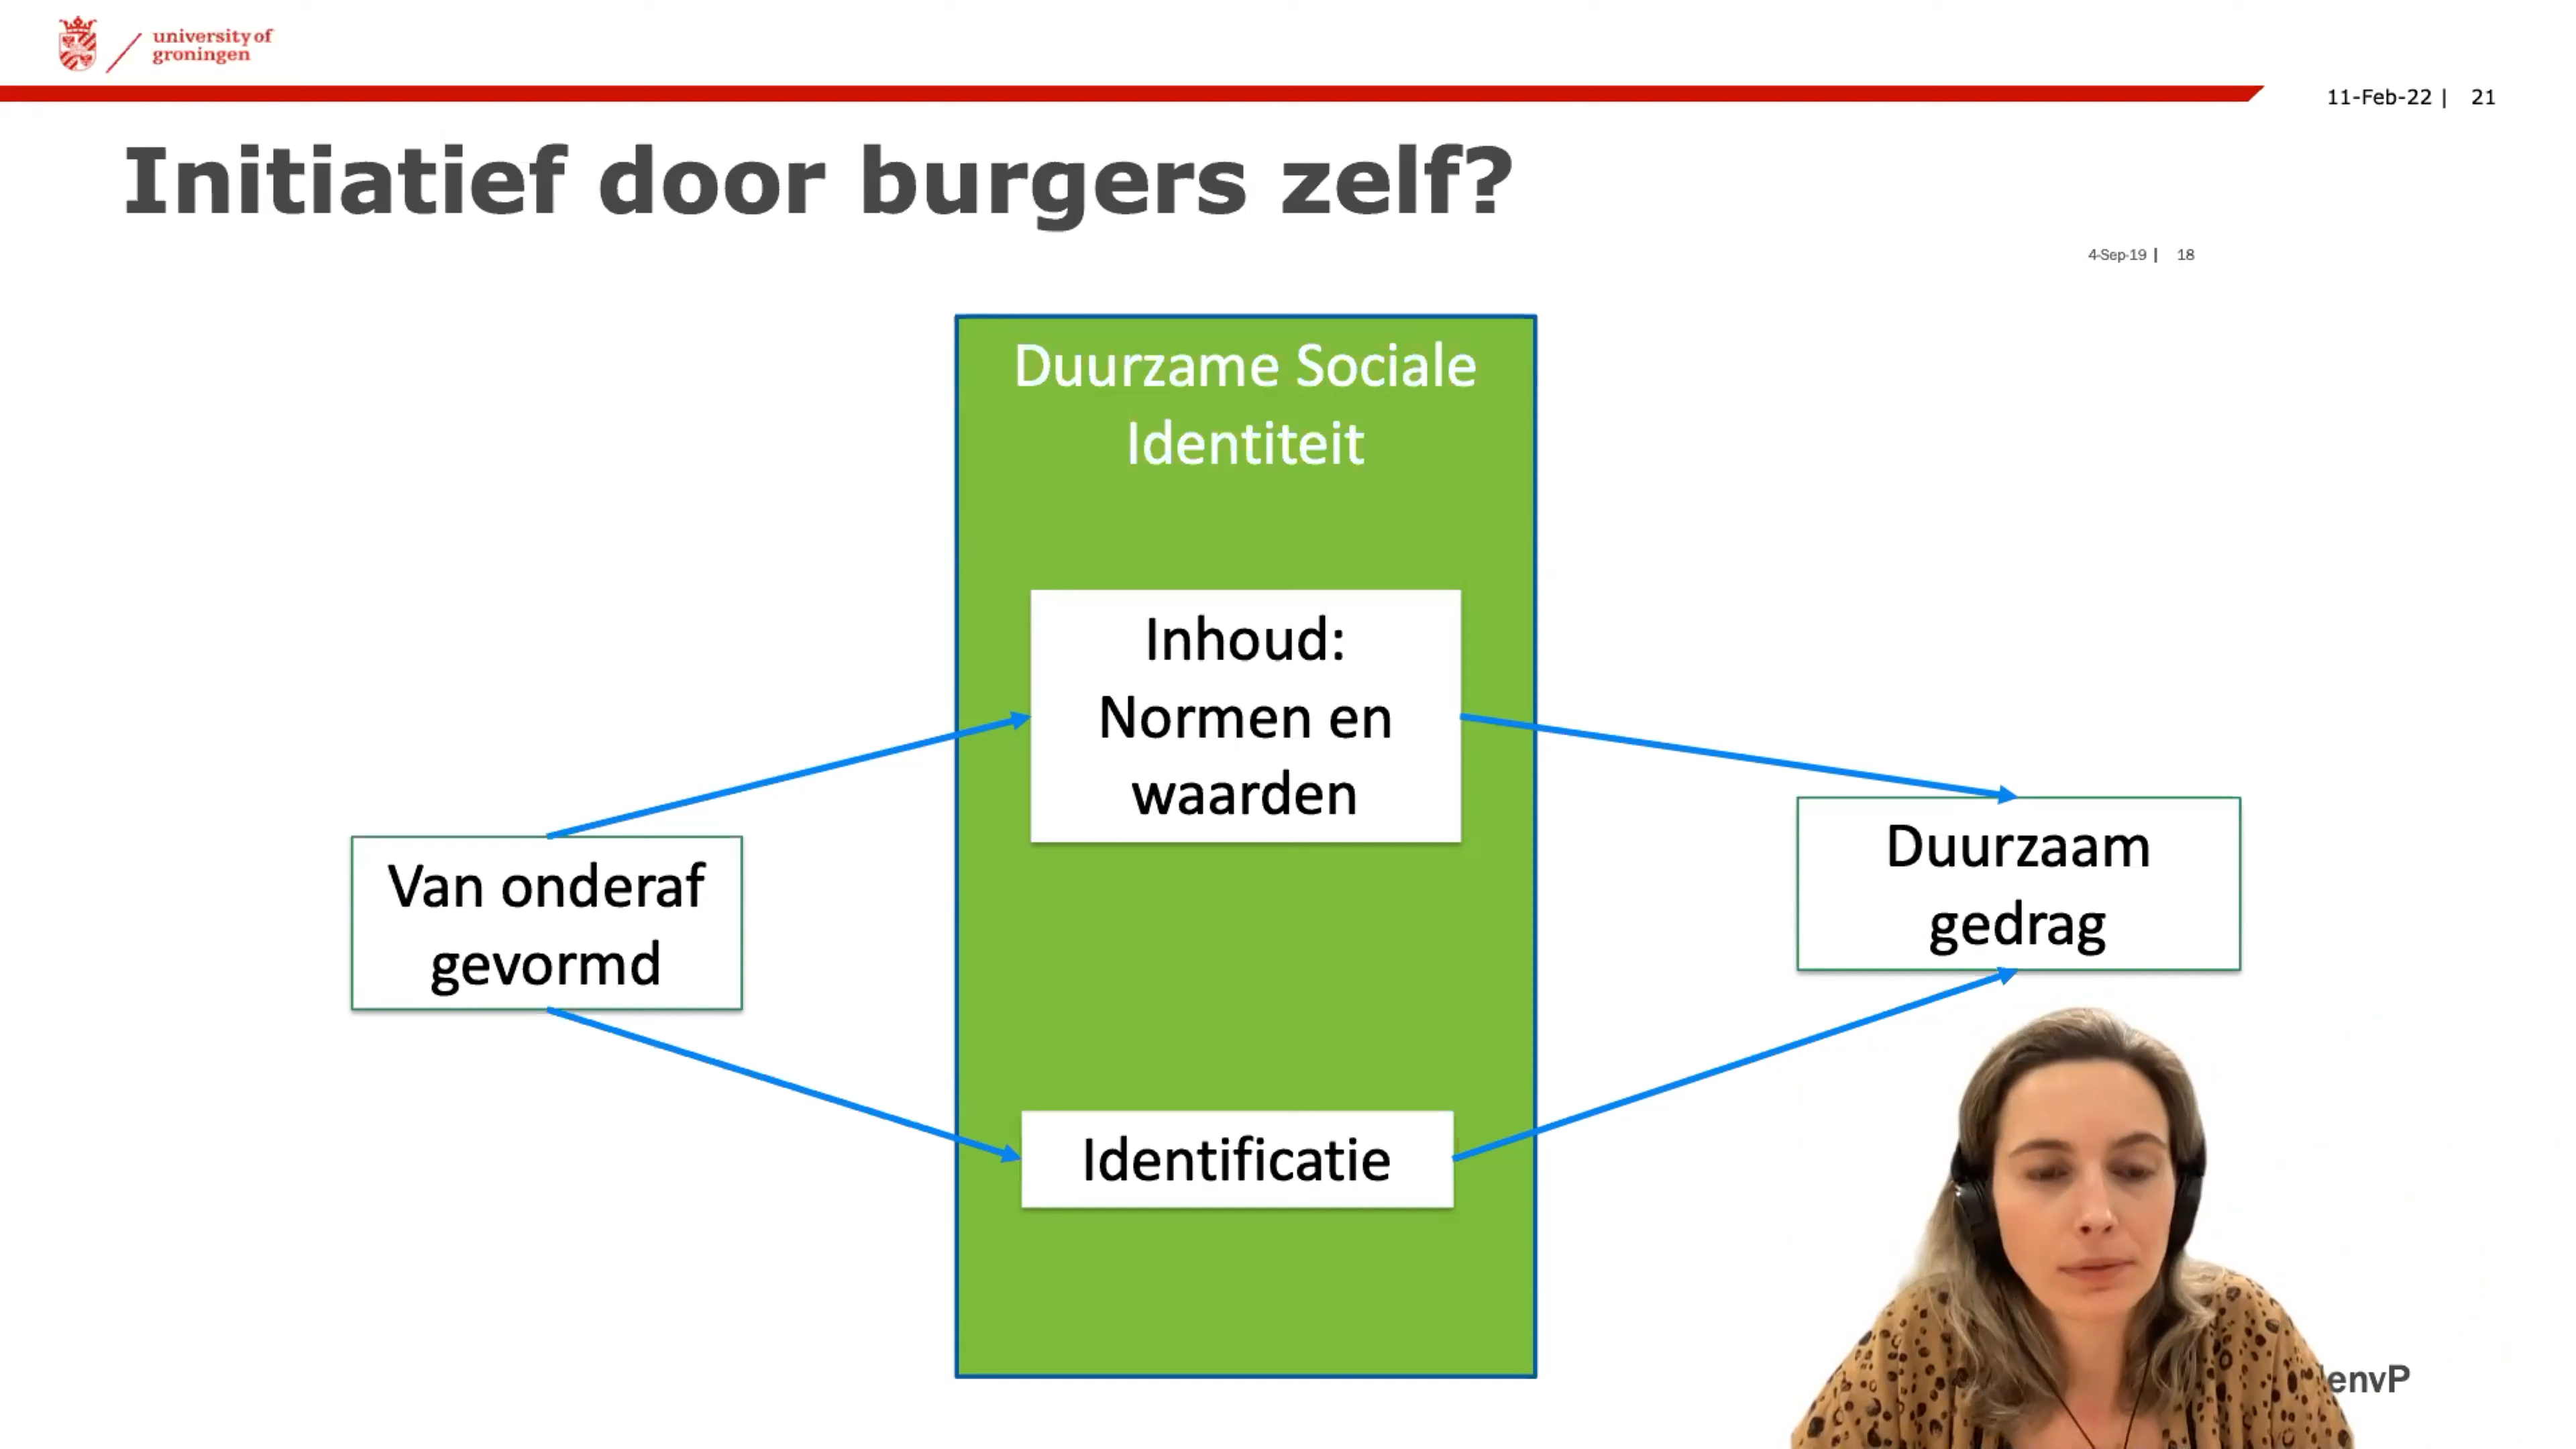 university of
groningen
11-Feb-22 | 21
Initiatief door burgers zelf?
4-Sep-19 | 18
Duurzame Sociale
Identiteit
Inhoud:
Normen en
waarden
Van onderaf
gevormd
Duurzaam
gedrag
Identificatie
envP